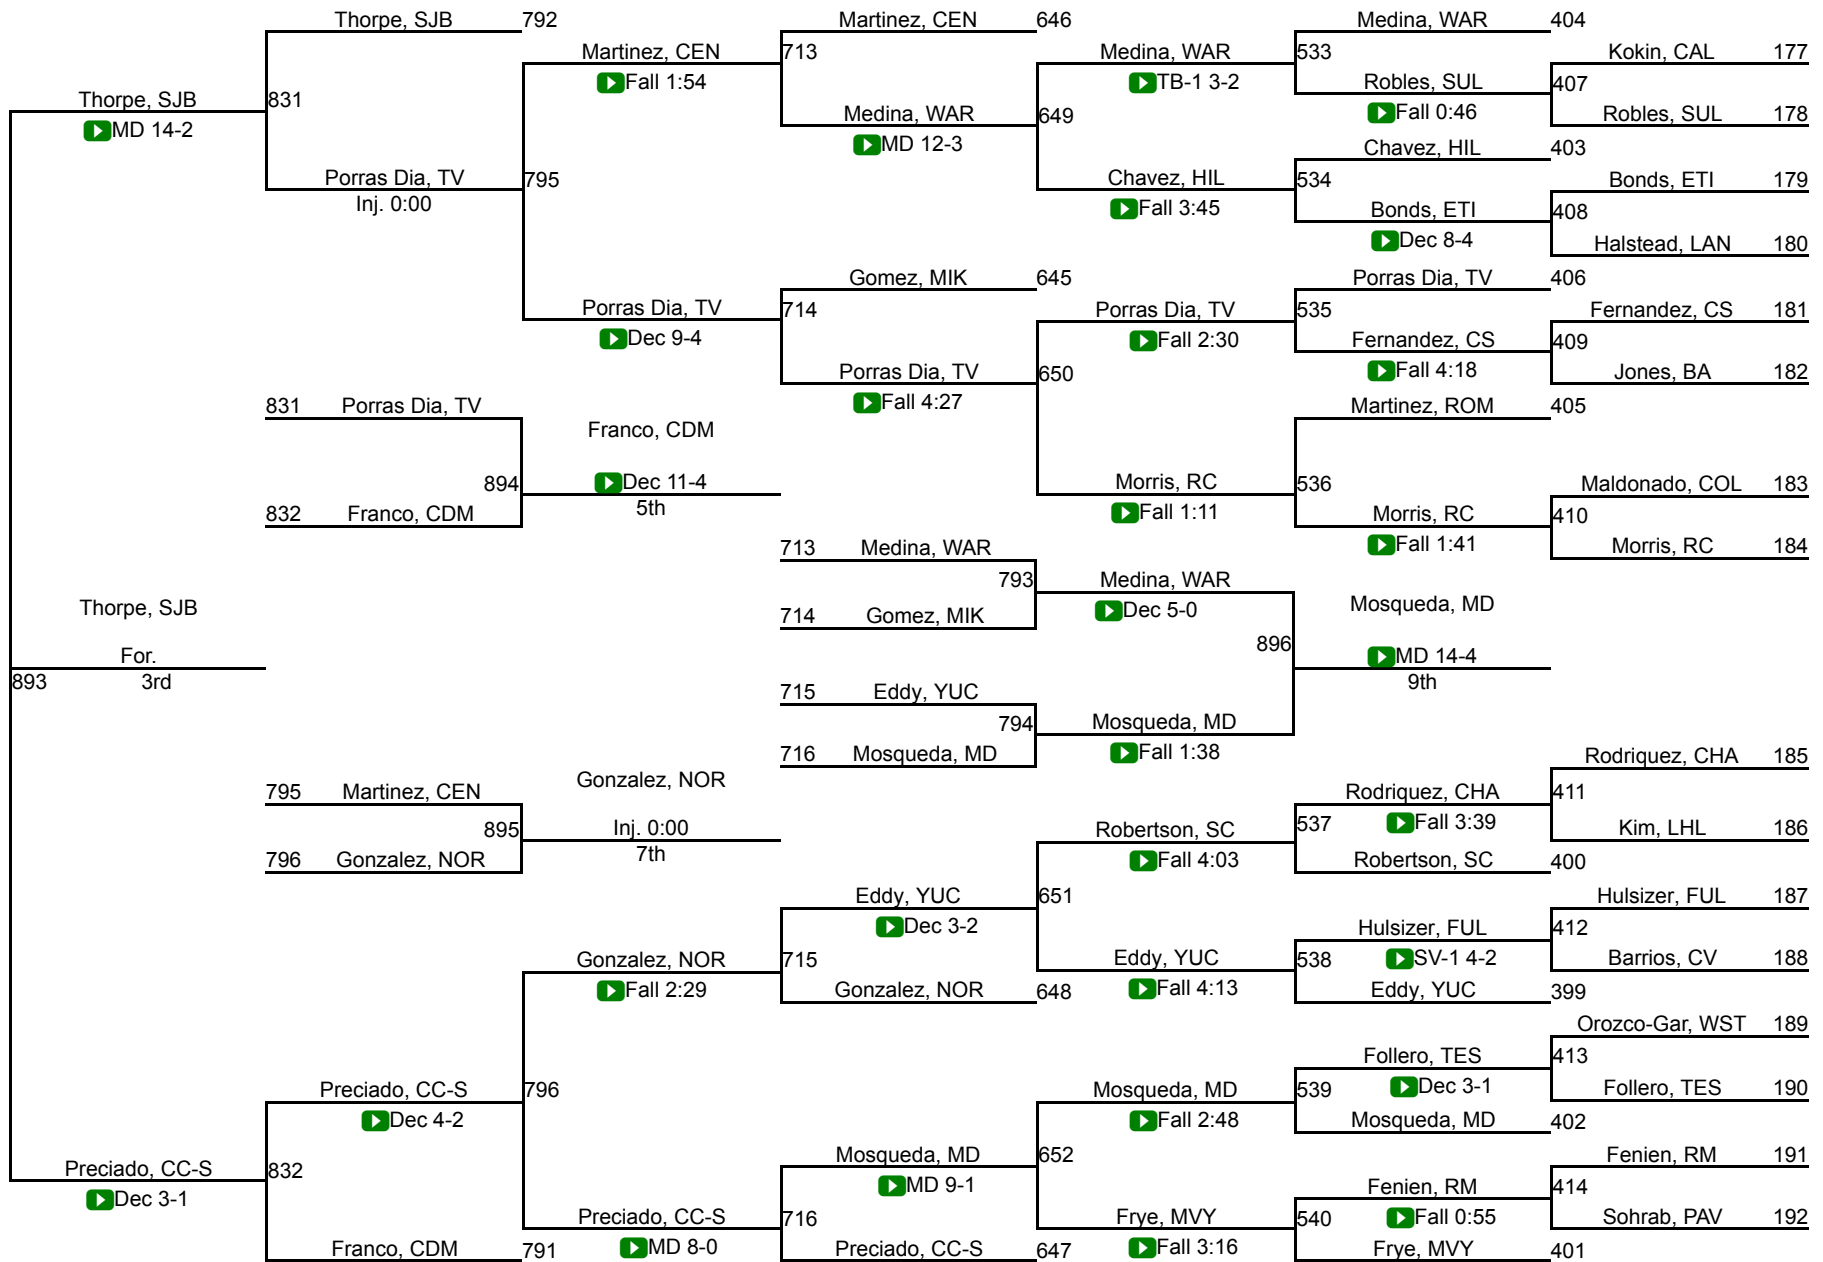 Thorpe, SJB 792 Martinez, CEN 646 Medina, WAR 404
Martinez, CEN 713 Medina, WAR 533 Kokin, CAL 177
Fall 1:54 TB-1 3-2 Robles, SUL 407
Thorpe, SJB 831 Medina, WAR 649 Fall 0:46 Robles, SUL 178
MD 14-2 MD 12-3 Chavez, HIL 403
Porras Dia, TV 795 Chavez, HIL 534 Bonds, ETI 179
Inj. 0:00 Fall 3:45 Bonds, ETI 408
Dec 8-4 Halstead, LAN 180
Gomez, MIK 645 Porras Dia, TV 406
Porras Dia, TV 714 Porras Dia, TV 535 Fernandez, CS 181
Dec 9-4 Fall 2:30 Fernandez, CS 409
Porras Dia, TV 650 Fall 4:18 Jones, BA 182
831 Porras Dia, TV Fall 4:27 Martinez, ROM 405
Franco, CDM
894 Dec 11-4 Morris, RC 536 Maldonado, COL 183
832 Franco, CDM 5th Fall 1:11 Morris, RC 410
713 Medina, WAR Fall 1:41 Morris, RC 184
793 Medina, WAR
Thorpe, SJB 714 Gomez, MIK Dec 5-0 Mosqueda, MD
For. 896 MD 14-4
893 3rd 715 Eddy, YUC 9th
794 Mosqueda, MD
716 Mosqueda, MD Fall 1:38 Rodriquez, CHA 185
795 Martinez, CEN Gonzalez, NOR Rodriquez, CHA 411
895 Inj. 0:00 Robertson, SC 537 Fall 3:39 Kim, LHL 186
796 Gonzalez, NOR 7th Fall 4:03 Robertson, SC 400
Eddy, YUC 651 Hulsizer, FUL 187
Dec 3-2 Hulsizer, FUL 412
Gonzalez, NOR 715 Eddy, YUC 538 SV-1 4-2 Barrios, CV 188
Fall 2:29 Gonzalez, NOR 648 Fall 4:13 Eddy, YUC 399
Orozco-Gar, WST 189
Follero, TES 413
Preciado, CC-S 796 Mosqueda, MD 539 Dec 3-1 Follero, TES 190
Dec 4-2 Fall 2:48 Mosqueda, MD 402
Preciado, CC-S 832 Mosqueda, MD 652 Fenien, RM 191
Dec 3-1 MD 9-1 Fenien, RM 414
Preciado, CC-S 716 Frye, MVY 540 Fall 0:55 Sohrab, PAV 192
Franco, CDM 791 MD 8-0 Preciado, CC-S 647 Fall 3:16 Frye, MVY 401